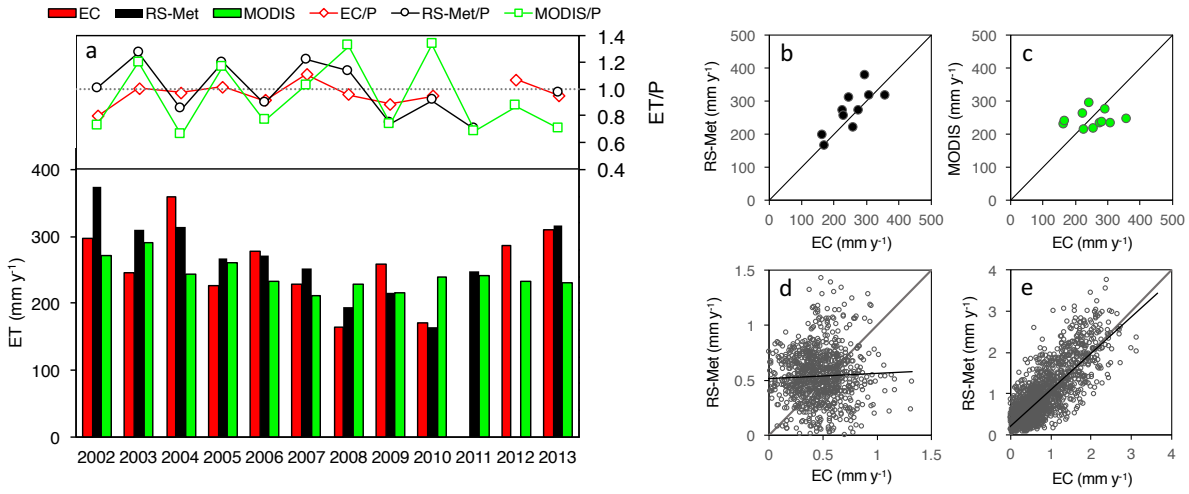 EC RS-Met MODIS EC/P RS-Met/P MODIS/P
a
1.4
1.2
1.0
0.8
0.6
0.4
ET/P
400
300
200
100
0
ET (mm y-1)
2002 2003 2004 2005 2006 2007 2008 2009 2010 2011 2012 2013
b
500
400
300
200
100
0
RS-Met (mm y-1)
0 100 200 300 400 500
EC (mm y-1)
c
500
400
300
200
100
0
MODIS (mm y-1)
0 100 200 300 400 500
EC (mm y-1)
d
1.5
1
0.5
0
RS-Met (mm y-1)
0 0.5 1 1.5
EC (mm y-1)
e
4
3
2
1
0
RS-Met (mm y-1)
0 1 2 3 4
EC (mm y-1)